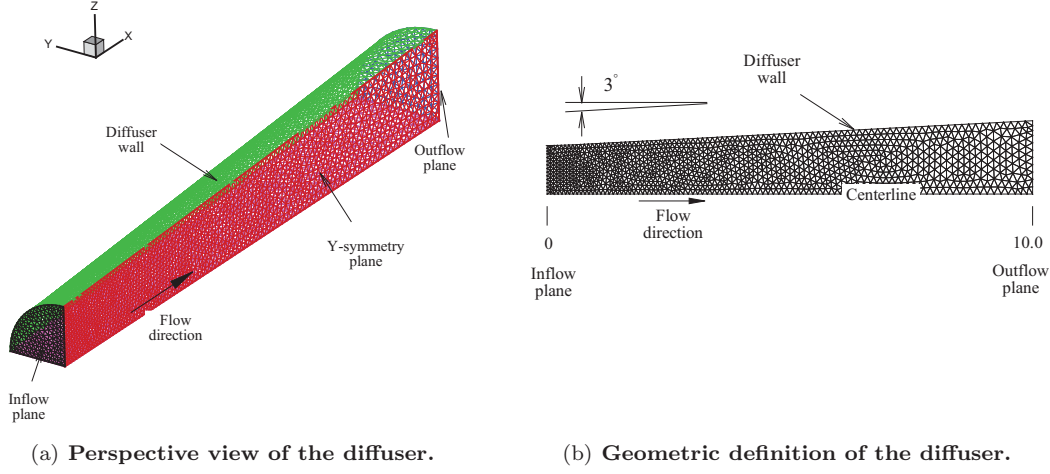 Z
Y
X
Diffuser
wall
Outflow
plane
Y-symmetry
plane
Flow
direction
Inflow
plane
(a) Perspective view of the diffuser.
3°
Diffuser
wall
Centerline
Flow
direction
0
10.0
Inflow
plane
Outflow
plane
(b) Geometric definition of the diffuser.